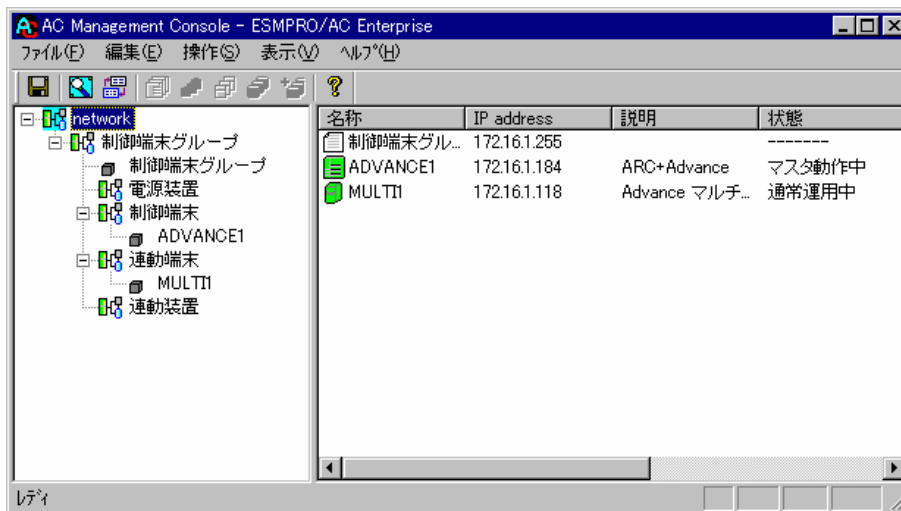 AC Management Console - ESMPRO/AC Enterprise
ﾌｧｲﾙ(F) 編集(E) 操作(S) 表示(V) ﾍﾙﾌﾟ(H)
network
制御端末グループ
制御端末グループ
電源装置
制御端末
ADVANCE1
連動端末
MULTI1
連動装置
名称 IP address 説明 状態
制御端末グル... 172.16.1.255 -------
ADVANCE1 172.16.1.184 ARC+Advance マスタ動作中
MULTI1 172.16.1.118 Advance マルチ... 通常運用中
ﾚﾃﾞｨ